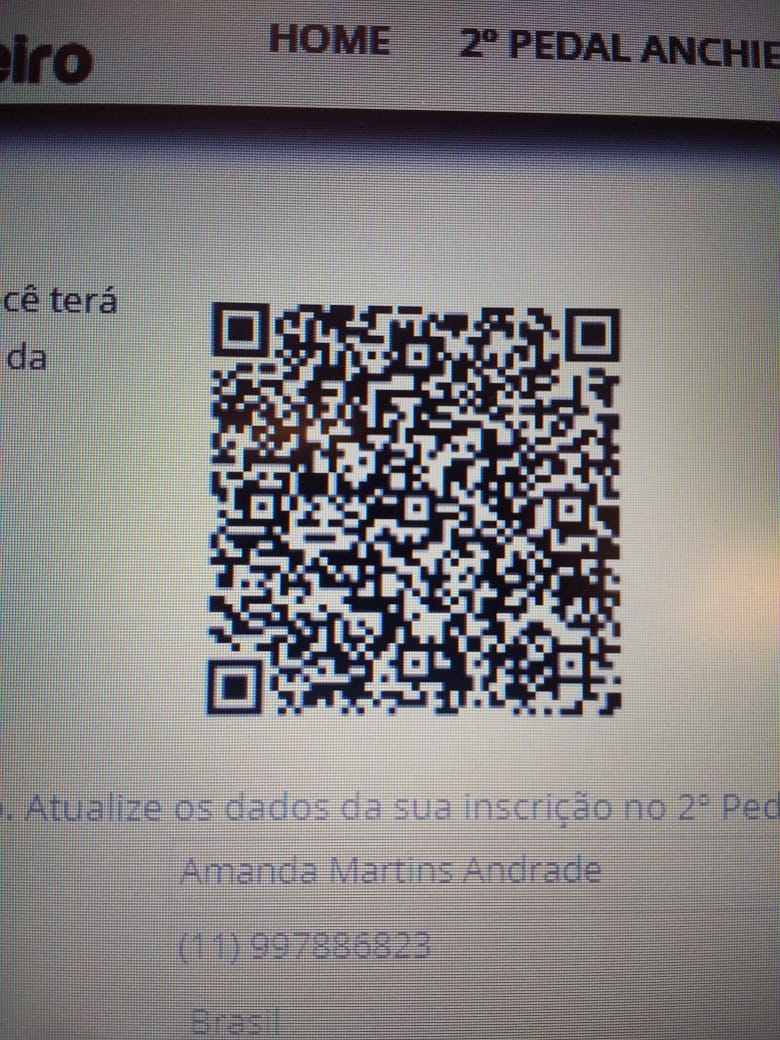 eiro
HOME 2º PEDAL ANCHIE
cê terá
da
. Atualize os dados da sua inscrição no 2º Ped
Amanda Martins Andrade
(11) 997886823
Brasil